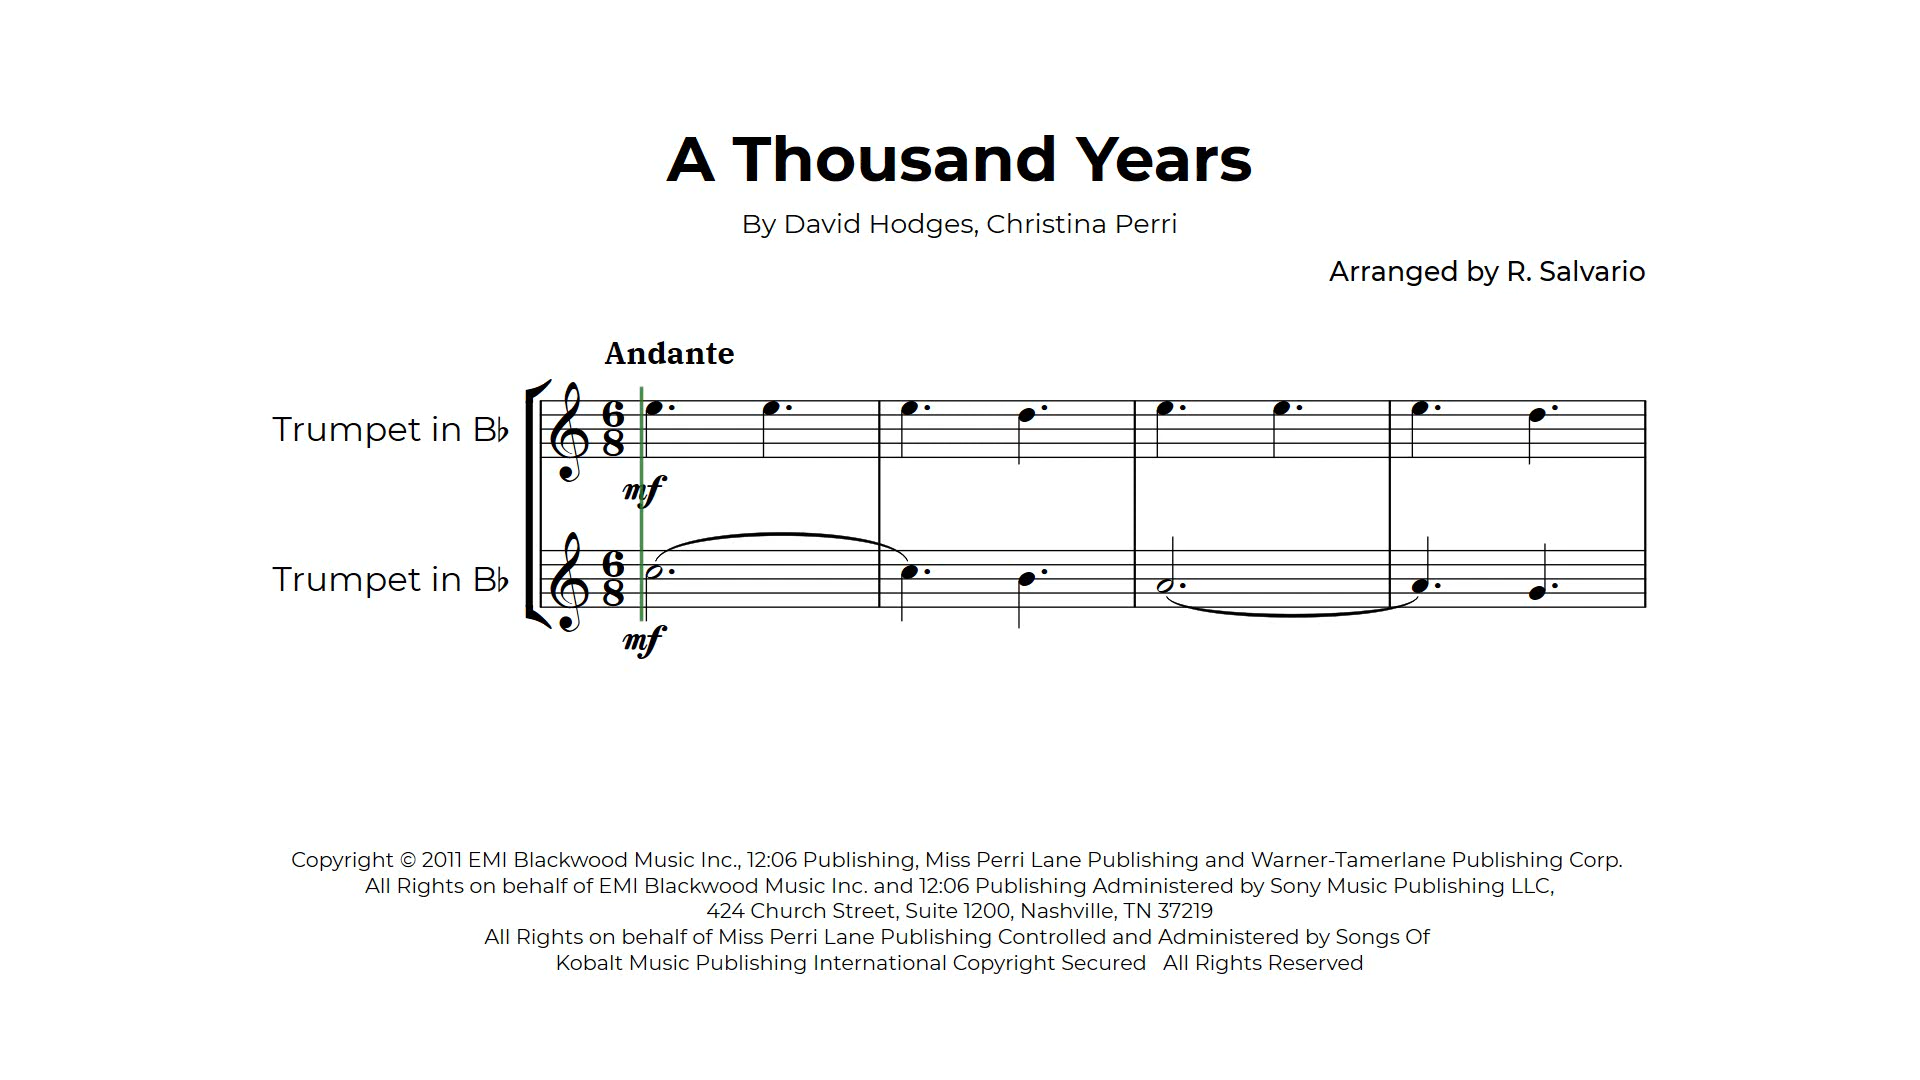 A Thousand Years
By David Hodges, Christina Perri
Arranged by R. Salvario
Andante
Trumpet in B♭
6
8
mf
Trumpet in B♭
6
8
mf
Copyright © 2011 EMI Blackwood Music Inc., 12:06 Publishing, Miss Perri Lane Publishing and Warner-Tamerlane Publishing Corp.
All Rights on behalf of EMI Blackwood Music Inc. and 12:06 Publishing Administered by Sony Music Publishing LLC,
424 Church Street, Suite 1200, Nashville, TN 37219
All Rights on behalf of Miss Perri Lane Publishing Controlled and Administered by Songs Of
Kobalt Music Publishing International Copyright Secured   All Rights Reserved